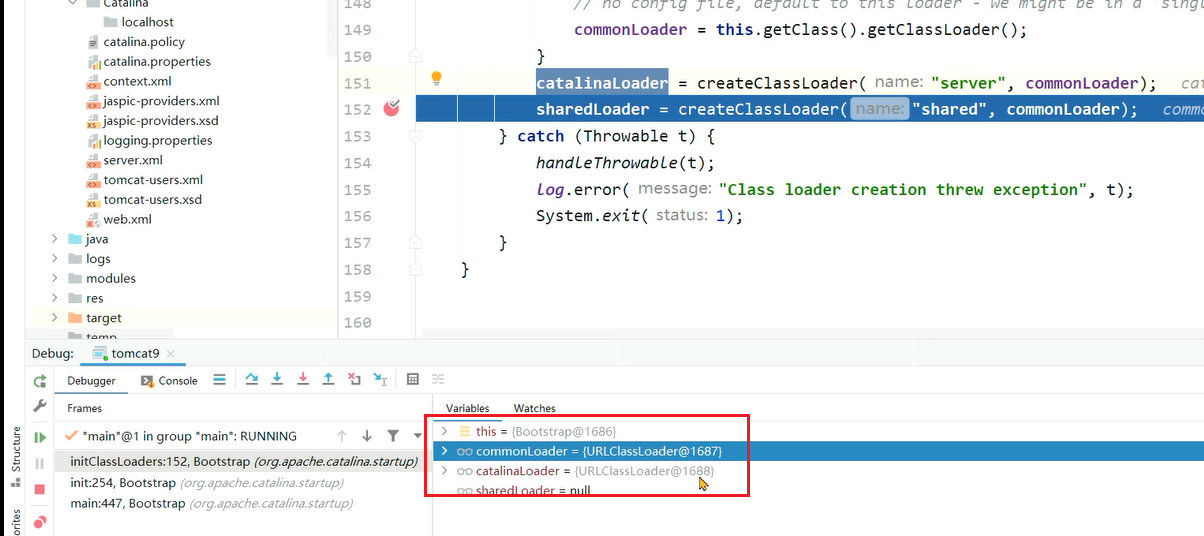 Catalina
localhost
catalina.policy
catalina.properties
context.xml
jaspic-providers.xml
jaspic-providers.xsd
logging.properties
server.xml
tomcat-users.xml
tomcat-users.xsd
web.xml
java
logs
modules
res
target
temp
148 // no config file, default to this loader - we might be in a 'singl
149 commonLoader = this.getClass().getClassLoader();
150 }
151 catalinaLoader = createClassLoader( name: "server", commonLoader); cat
152 sharedLoader = createClassLoader( name: "shared", commonLoader); commo
153 } catch (Throwable t) {
154 handleThrowable(t);
155 log.error( message: "Class loader creation threw exception", t);
156 System.exit( status: 1);
157 }
158 }
159
160
Debug: tomcat9
Debugger Console
Frames
"main"@1 in group "main": RUNNING
initClassLoaders:152, Bootstrap (org.apache.catalina.startup)
init:254, Bootstrap (org.apache.catalina.startup)
main:447, Bootstrap (org.apache.catalina.startup)
Variables Watches
this = {Bootstrap@1686}
commonLoader = {URLClassLoader@1687}
catalinaLoader = {URLClassLoader@1688}
sharedLoader = null
Structure
orites